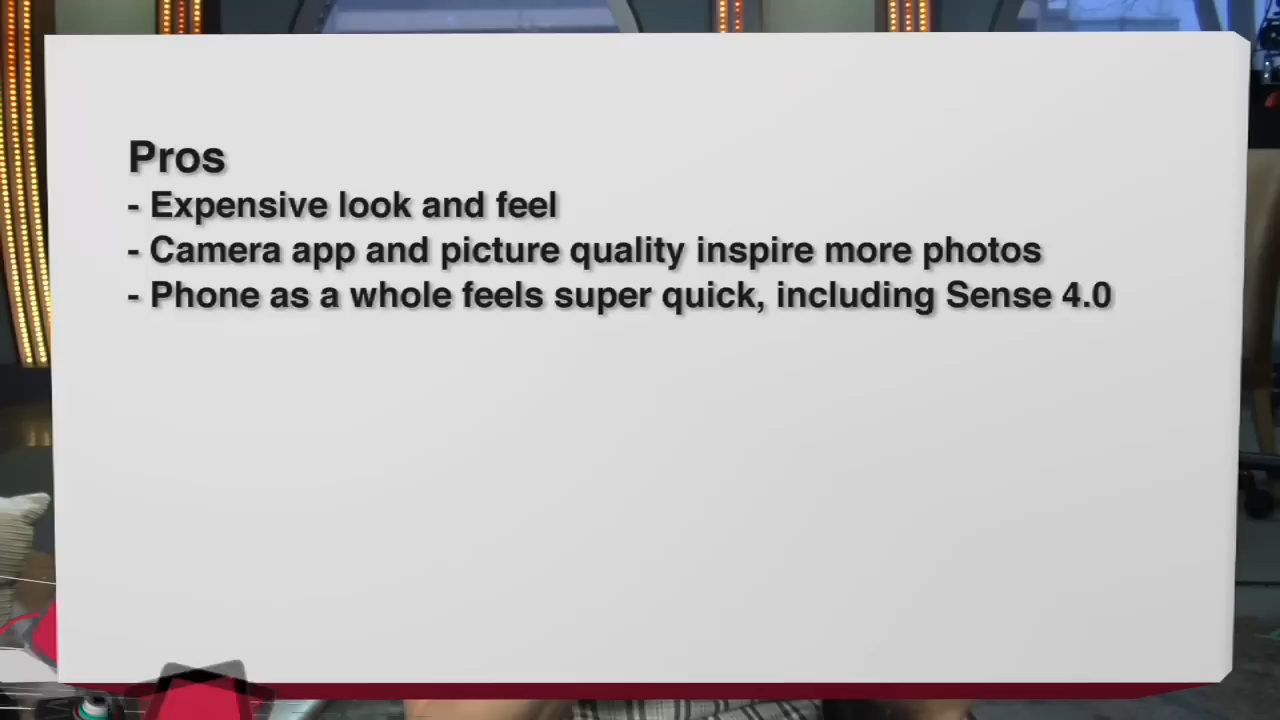 Pros
- Expensive look and feel
- Camera app and picture quality inspire more photos
- Phone as a whole feels super quick, including Sense 4.0